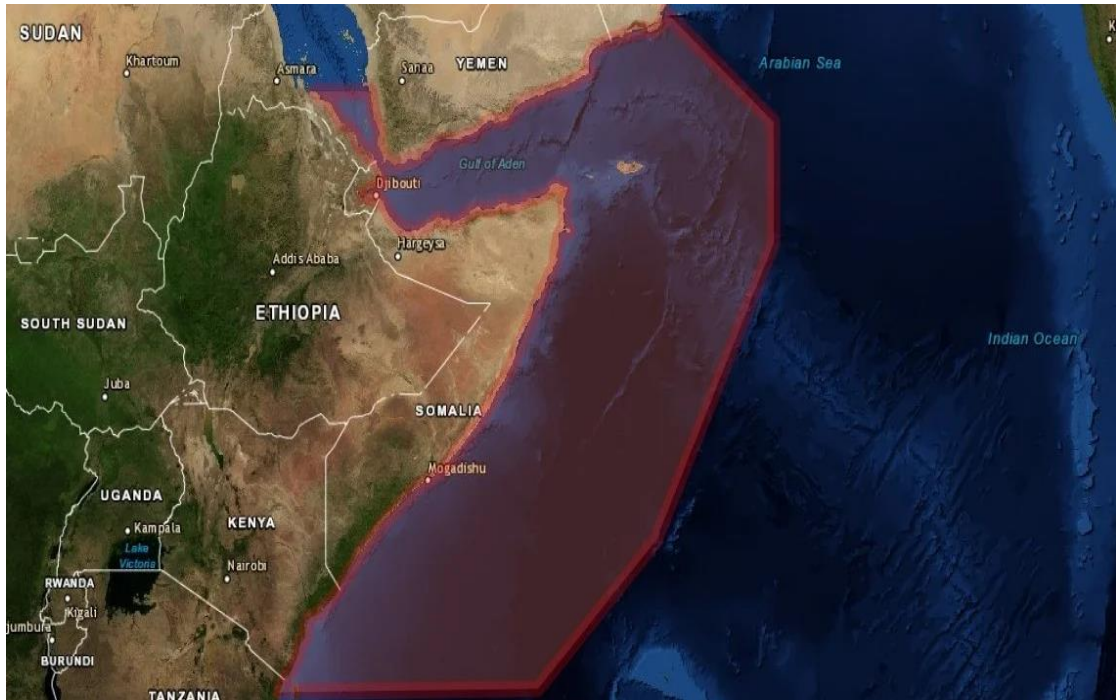 SUDAN
Khartoum
Asmara
Sanaa
YEMEN
Arabian Sea
Gulf of Aden
Djibouti
Hargeysa
Addis Ababa
ETHIOPIA
SOUTH SUDAN
Indian Ocean
Juba
SOMALIA
Mogadishu
UGANDA
Kampala
KENYA
Lake
Victoria
Nairobi
RWANDA
Kigali
jumbura
BURUNDI
TANZANIA
K